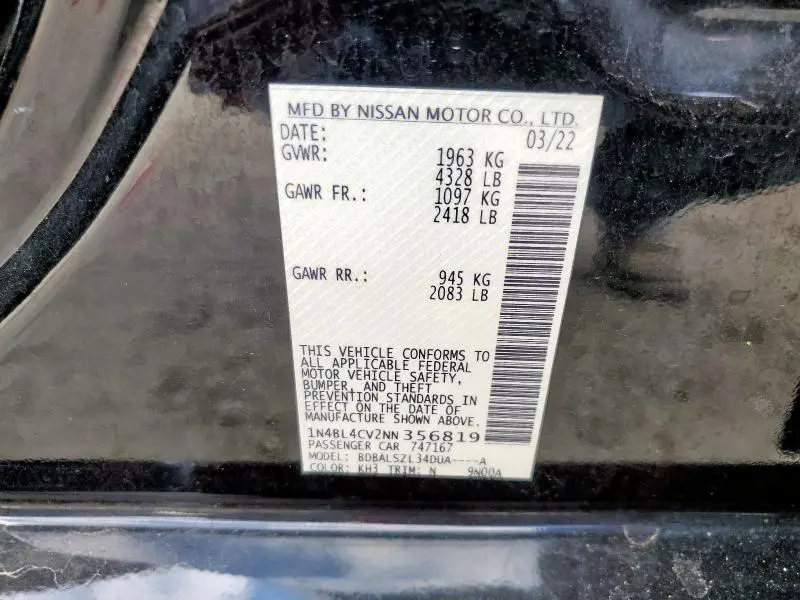 MFD BY NISSAN MOTOR CO., LTD.
DATE: 03/22
GVWR: 1963 KG
4328 LB
GAWR FR.: 1097 KG
2418 LB
GAWR RR.: 945 KG
2083 LB
THIS VEHICLE CONFORMS TO
ALL APPLICABLE FEDERAL
MOTOR VEHICLE SAFETY,
BUMPER, AND THEFT
PREVENTION STANDARDS IN
EFFECT ON THE DATE OF
MANUFACTURE SHOWN ABOVE.
1N4BL4CV2NN356819
PASSENGER CAR 747167
MODEL: BDBALSZL34DUA----A
COLOR: KH3 TRIM: N 9N00A